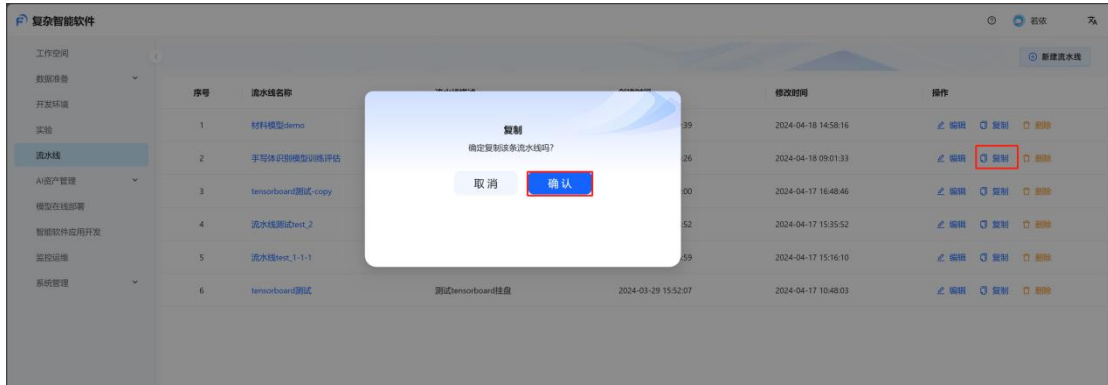 复杂智能软件
若依
工作空间
新建流水线
数据准备
序号 流水线名称 修改时间 操作
开发环境
复制
1 材料模型demo :39 2024-04-18 14:58:16 编辑 复制 删除
实验
确定复制该条流水线吗?
流水线
2 手写体识别模型训练评估 :26 2024-04-18 09:01:33 编辑 复制 删除
取消 确认
AI资产管理
3 tensorboard测试-copy :00 2024-04-17 16:48:46 编辑 复制 删除
模型在线部署
4 流水线测试test_2 :52 2024-04-17 15:35:52 编辑 复制 删除
智能软件应用开发
监控运维
5 流水线test_1-1-1 :59 2024-04-17 15:16:10 编辑 复制 删除
系统管理
6 tensorboard测试 测试tensorboard挂盘 2024-03-29 15:52:07 2024-04-17 10:48:03 编辑 复制 删除